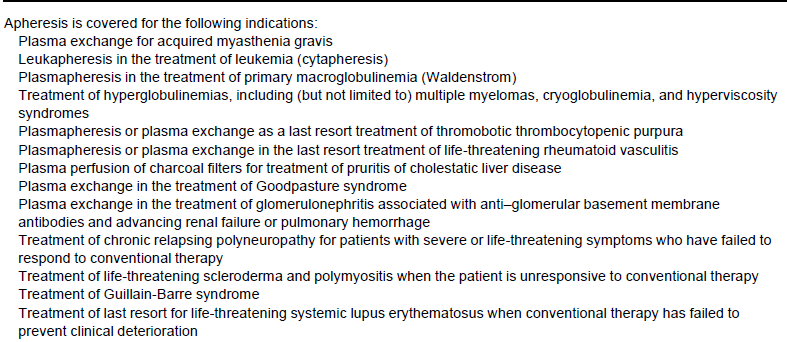 Apheresis is covered for the following indications:
Plasma exchange for acquired myasthenia gravis
Leukapheresis in the treatment of leukemia (cytapheresis)
Plasmapheresis in the treatment of primary macroglobulinemia (Waldenstrom)
Treatment of hyperglobulinemias, including (but not limited to) multiple myelomas, cryoglobulinemia, and hyperviscosity
syndromes
Plasmapheresis or plasma exchange as a last resort treatment of thromobotic thrombocytopenic purpura
Plasmapheresis or plasma exchange in the last resort treatment of life-threatening rheumatoid vasculitis
Plasma perfusion of charcoal filters for treatment of pruritis of cholestatic liver disease
Plasma exchange in the treatment of Goodpasture syndrome
Plasma exchange in the treatment of glomerulonephritis associated with anti–glomerular basement membrane
antibodies and advancing renal failure or pulmonary hemorrhage
Treatment of chronic relapsing polyneuropathy for patients with severe or life-threatening symptoms who have failed to
respond to conventional therapy
Treatment of life-threatening scleroderma and polymyositis when the patient is unresponsive to conventional therapy
Treatment of Guillain-Barre syndrome
Treatment of last resort for life-threatening systemic lupus erythematosus when conventional therapy has failed to
prevent clinical deterioration